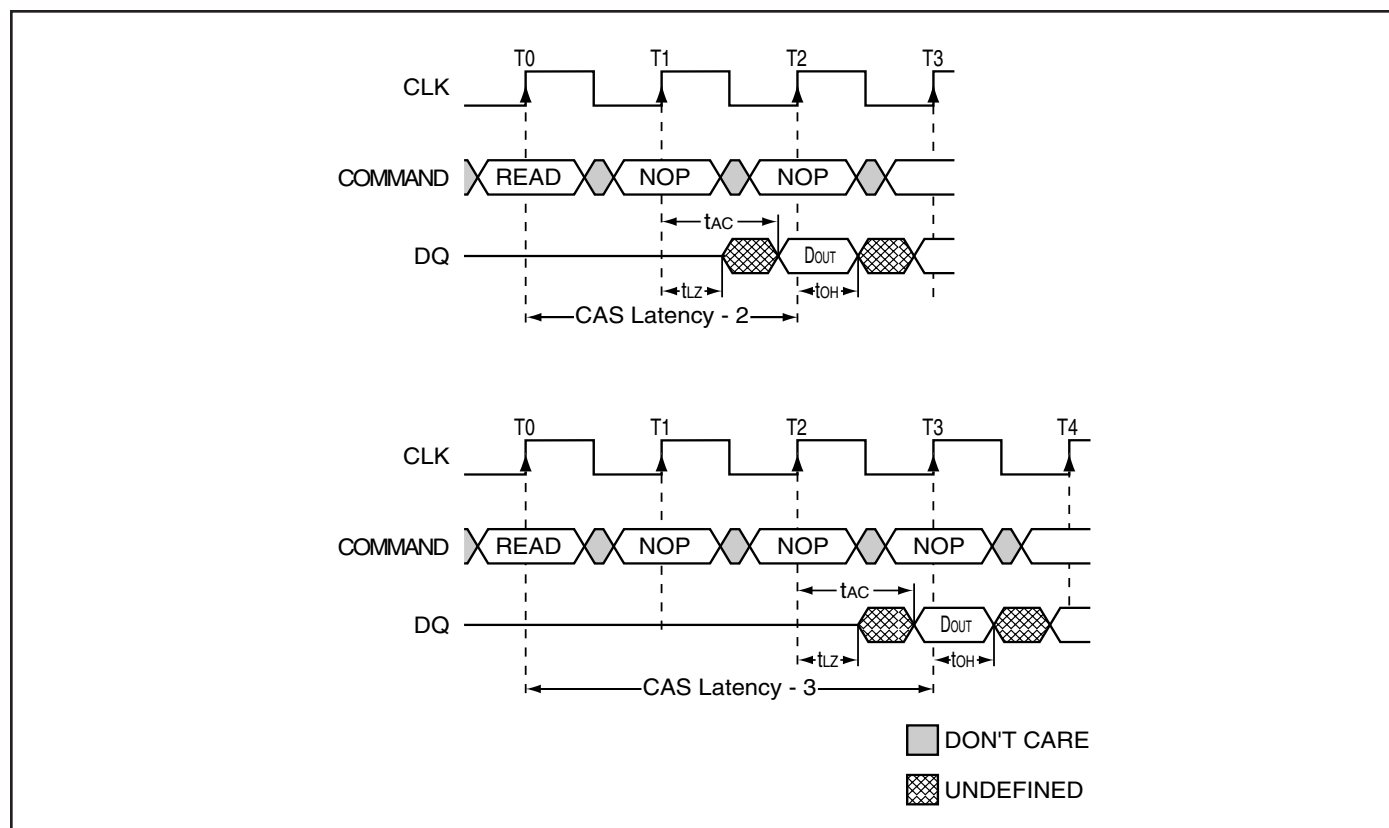 T0 T1 T2 T3
CLK
COMMAND READ NOP NOP
tAC
DQ DOUT
tLZ tOH
CAS Latency - 2
T0 T1 T2 T3 T4
CLK
COMMAND READ NOP NOP NOP
tAC
DQ DOUT
tLZ tOH
CAS Latency - 3
DON'T CARE
UNDEFINED